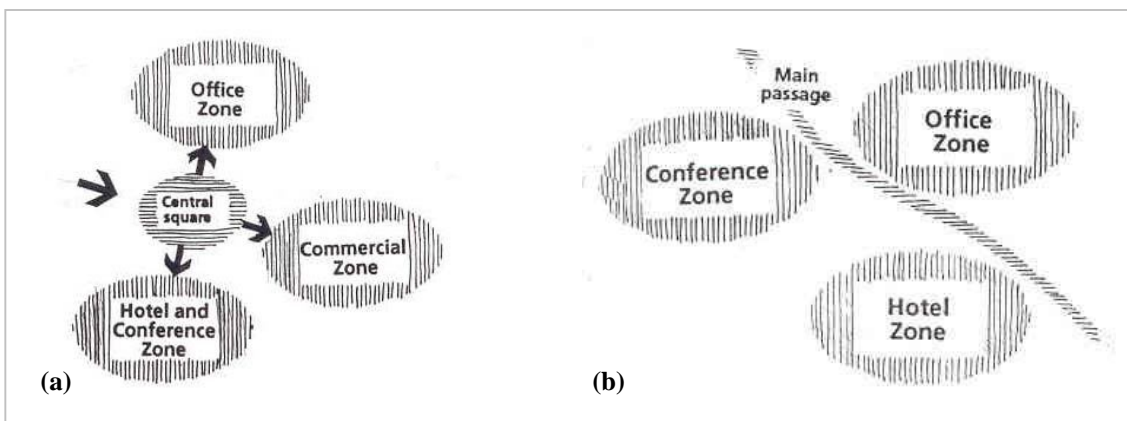 Office
Zone
Central
square
Commercial
Zone
Hotel and
Conference
Zone
(a)
Main
passage
Office
Zone
Conference
Zone
Hotel
Zone
(b)